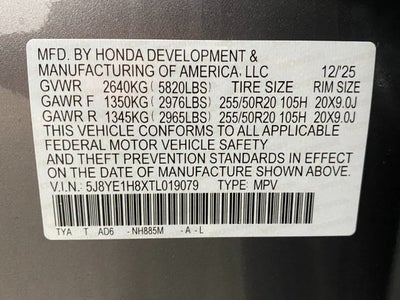 MFD. BY HONDA DEVELOPMENT &
MANUFACTURING OF AMERICA, LLC 12/'25
GVWR 2640KG (5820LBS) TIRE SIZE RIM SIZE
GAWR F 1350KG (2976LBS) 255/50R20 105H 20X9.0J
GAWR R 1345KG (2965LBS) 255/50R20 105H 20X9.0J
THIS VEHICLE CONFORMS TO ALL APPLICABLE
FEDERAL MOTOR VEHICLE SAFETY
AND THEFT PREVENTION STANDARDS IN EFFECT
ON THE DATE OF MANUFACTURE SHOWN ABOVE.
V.I.N.: 5J8YE1H8XTL019079 TYPE: MPV
TYA T AD6 -NH885M -A-L